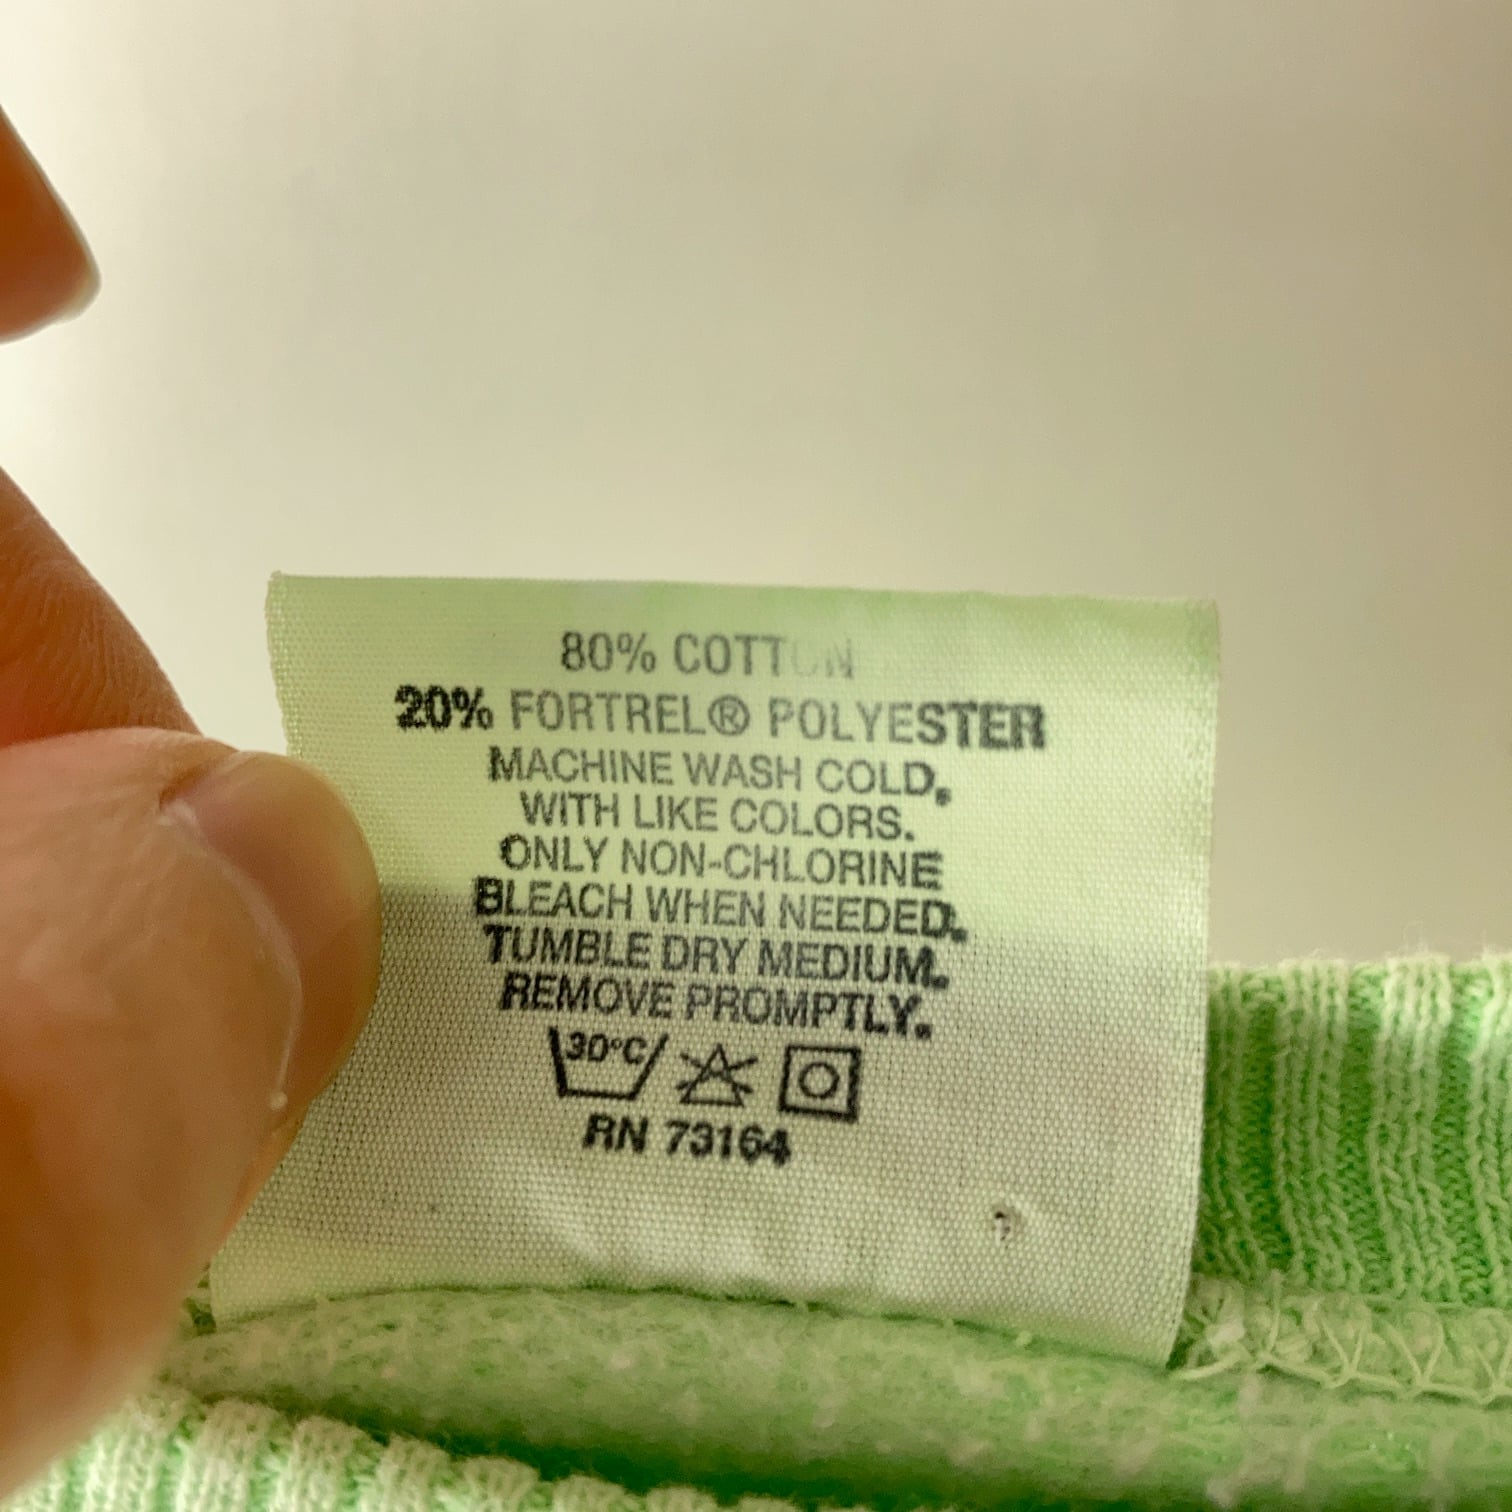 80% COTTON
20% FORTREL® POLYESTER
MACHINE WASH COLD.
WITH LIKE COLORS.
ONLY NON-CHLORINE
BLEACH WHEN NEEDED.
TUMBLE DRY MEDIUM.
REMOVE PROMPTLY.
30°C
RN 73164